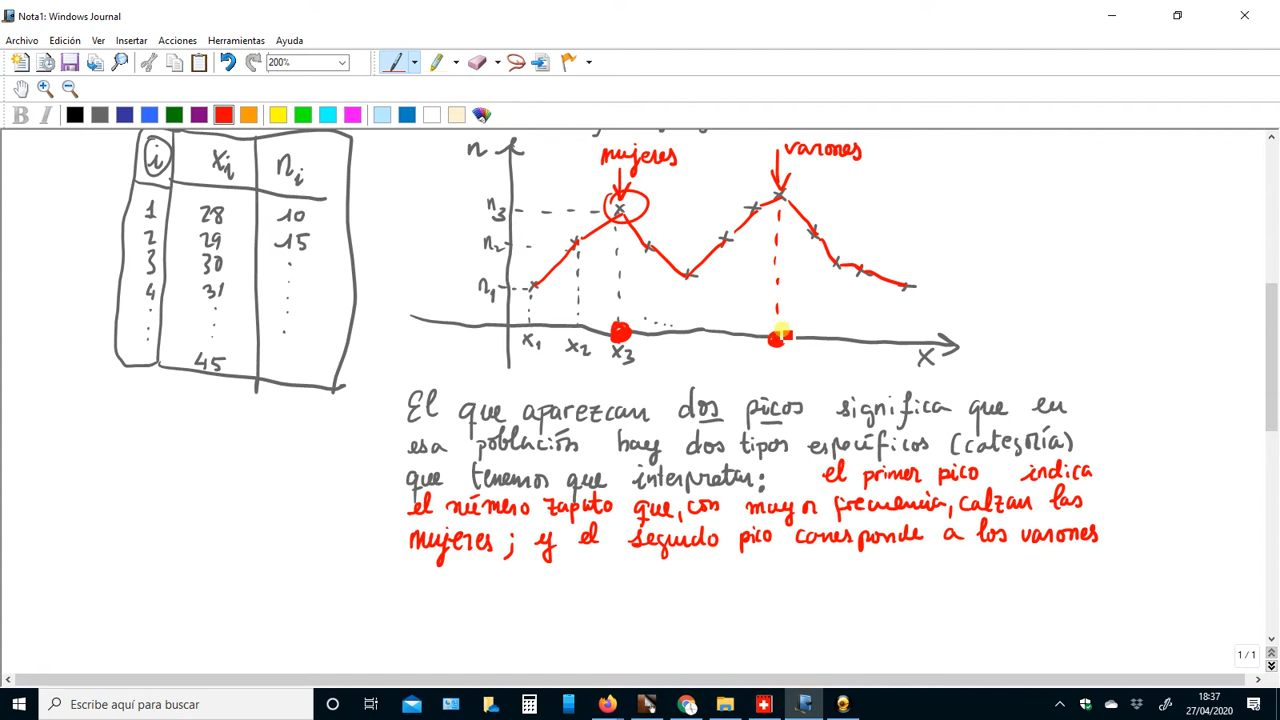 Nota1: Windows Journal
Archivo Edición Ver Insertar Acciones Herramientas Ayuda
200%
i xi ni
1 28 10
2 29 15
3 30
4 31
45
n
mujeres
varones
n3
n2
n1
x1 x2 x3
x
El que aparezcan dos picos significa que en
esa población hay dos tipos específicos (categoría)
que tenemos que interpretar: el primer pico indica
el número zapato que, con mayor frecuencia, calzan las
mujeres; y el segundo pico corresponde a los varones
1 / 1
Escribe aquí para buscar
18:37
27/04/2020